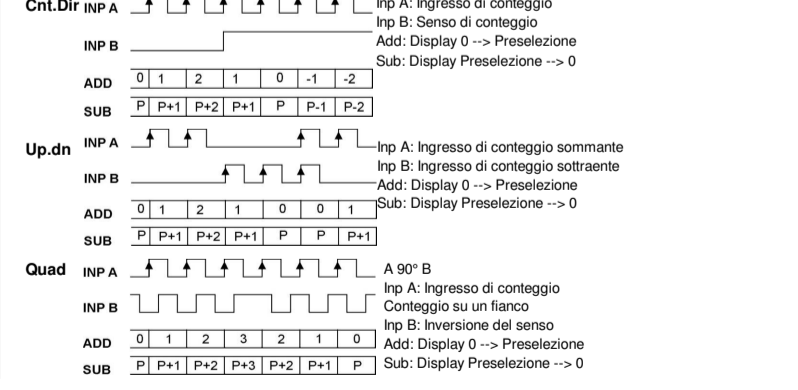 Cnt.Dir INP A Inp A: Ingresso di conteggio
Inp B: Senso di conteggio
INP B Add: Display 0 --> Preselezione
Sub: Display Preselezione --> 0
ADD 0 1 2 1 0 -1 -2
SUB P P+1 P+2 P+1 P P-1 P-2
Up.dn INP A Inp A: Ingresso di conteggio sommante
INP B Inp B: Ingresso di conteggio sottraente
Add: Display 0 --> Preselezione
ADD 0 1 2 1 0 0 1 Sub: Display Preselezione --> 0
SUB P P+1 P+2 P+1 P P P+1
Quad INP A A 90° B
Inp A: Ingresso di conteggio
INP B Conteggio su un fianco
Inp B: Inversione del senso
ADD 0 1 2 3 2 1 0 Add: Display 0 --> Preselezione
SUB P P+1 P+2 P+3 P+2 P+1 P Sub: Display Preselezione --> 0